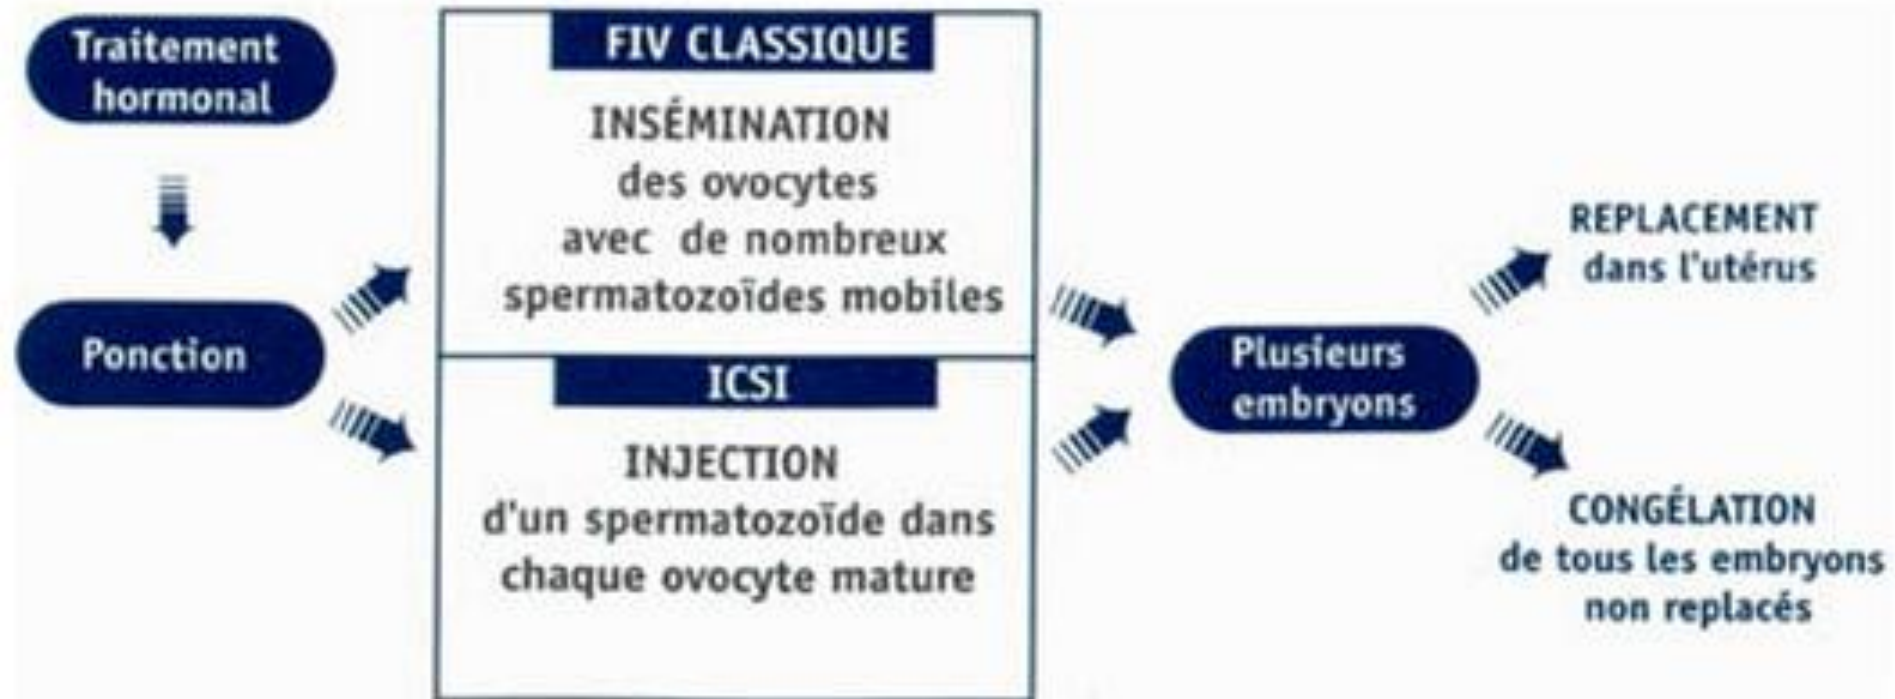 Traitement
hormonal
Ponction
FIV CLASSIQUE
INSÉMINATION
des ovocytes
avec de nombreux
spermatozoïdes mobiles
ICSI
INJECTION
d'un spermatozoïde dans
chaque ovocyte mature
Plusieurs
embryons
REPLACEMENT
dans l'utérus
CONGÉLATION
de tous les embryons
non replacés